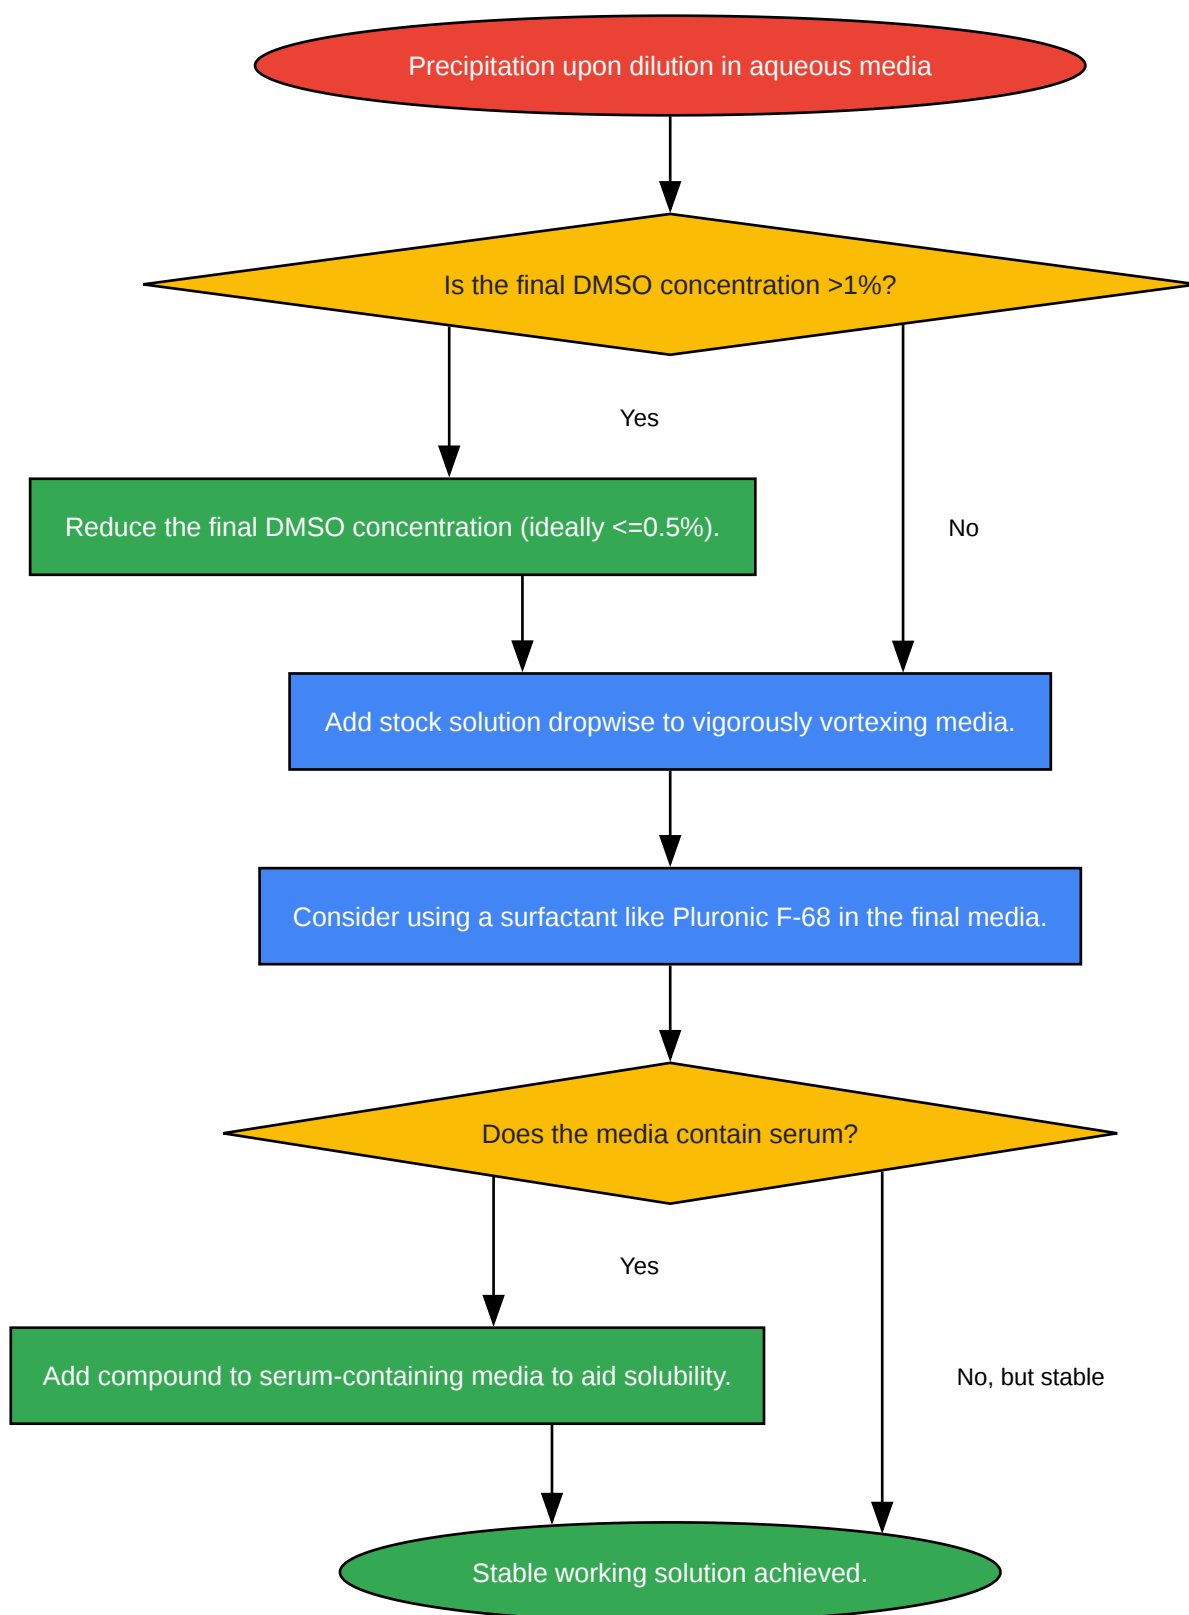 Precipitation upon dilution in aqueous media
Is the final DMSO concentration >1%?
Yes
Reduce the final DMSO concentration (ideally <=0.5%).
No
Add stock solution dropwise to vigorously vortexing media.
Consider using a surfactant like Pluronic F-68 in the final media.
Does the media contain serum?
Yes
Add compound to serum-containing media to aid solubility.
No, but stable
Stable working solution achieved.